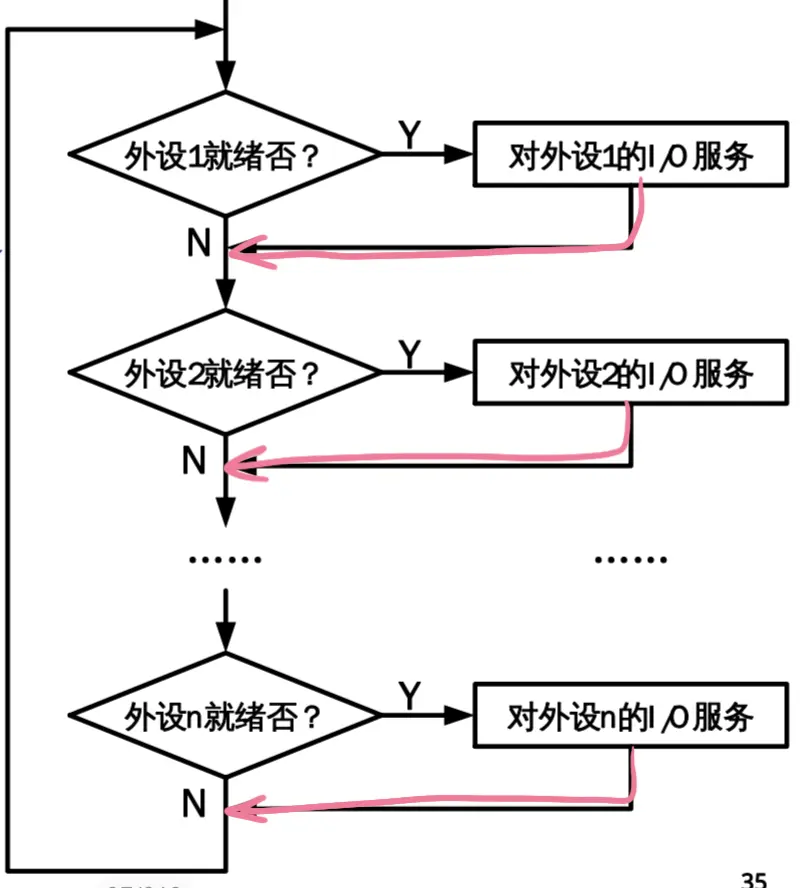 外设1就绪否？
Y
对外设1的I/O服务
N
外设2就绪否？
Y
对外设2的I/O服务
N
……
……
外设n就绪否？
Y
对外设n的I/O服务
N
35